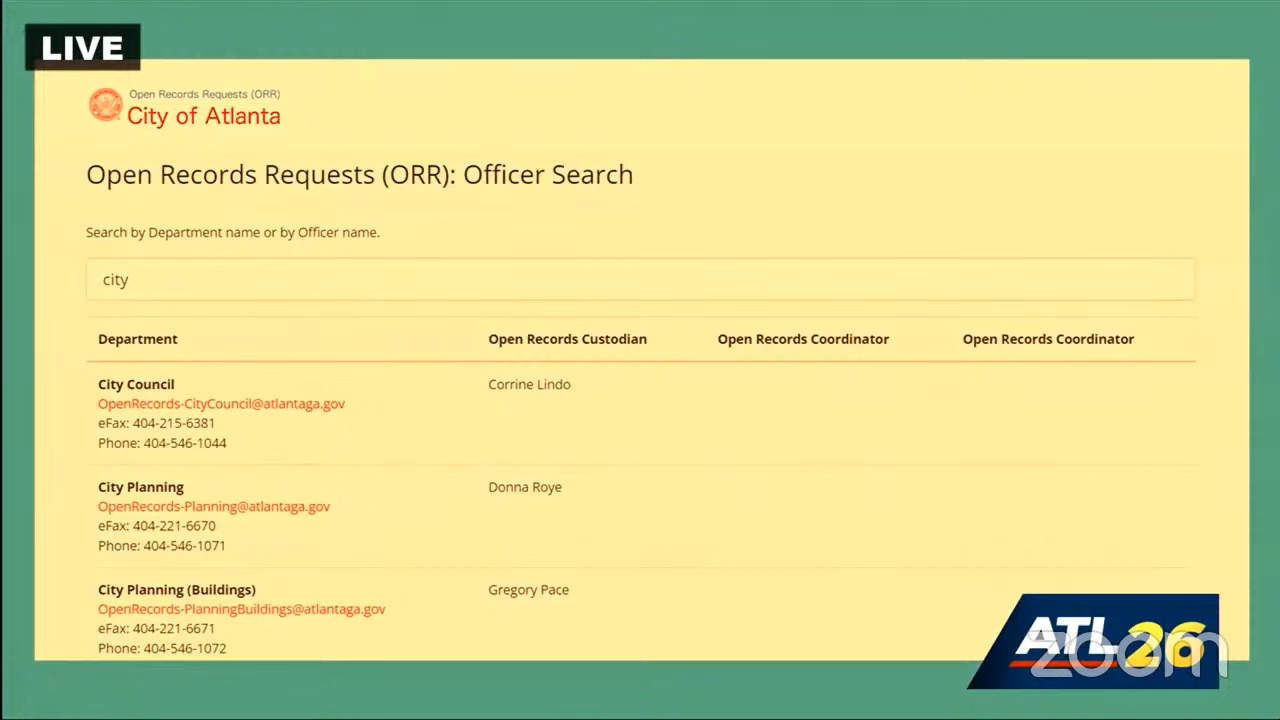 LIVE
Open Records Requests (ORR)
City of Atlanta
Open Records Requests (ORR): Officer Search
Search by Department name or by Officer name.
city
Department Open Records Custodian Open Records Coordinator Open Records Coordinator
City Council Corrine Lindo
OpenRecords-CityCouncil@atlantaga.gov
eFax: 404-215-6381
Phone: 404-546-1044
City Planning Donna Roye
OpenRecords-Planning@atlantaga.gov
eFax: 404-221-6670
Phone: 404-546-1071
City Planning (Buildings) Gregory Pace
OpenRecords-PlanningBuildings@atlantaga.gov
eFax: 404-221-6671
Phone: 404-546-1072
ATL 26
zoom